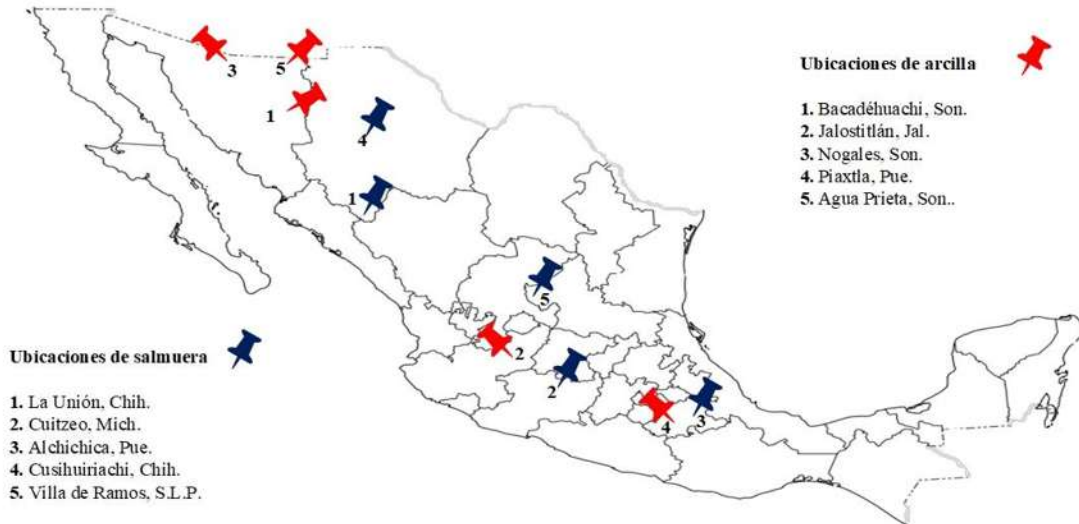 3
5
1
4
1
5
2
2
4
3
Ubicaciones de arcilla
1. Bacadéhuachi, Son.
2. Jalostitlán, Jal.
3. Nogales, Son.
4. Piaxtla, Pue.
5. Agua Prieta, Son..
Ubicaciones de salmuera
1. La Unión, Chih.
2. Cuitzeo, Mich.
3. Alchichica, Pue.
4. Cusihuiriachi, Chih.
5. Villa de Ramos, S.L.P.